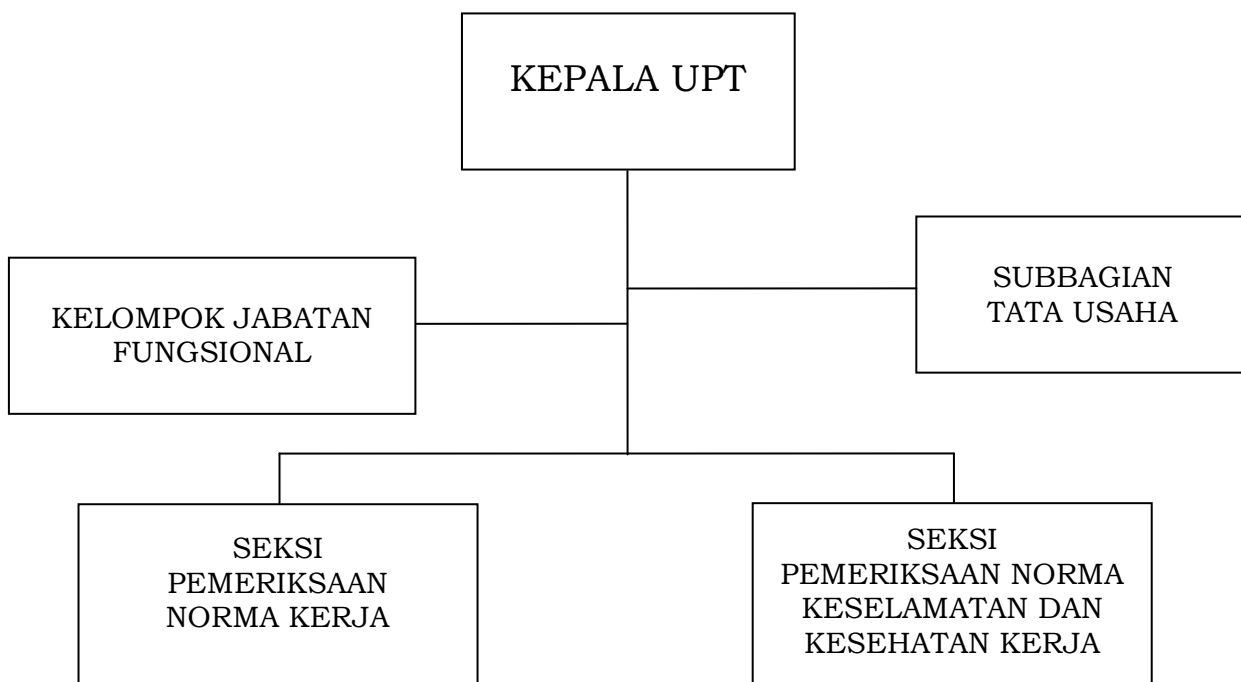 KEPALA UPT
SUBBAGIAN
TATA USAHA
KELOMPOK JABATAN
FUNGSIONAL
SEKSI
PEMERIKSAAN
NORMA KERJA
SEKSI
PEMERIKSAAN NORMA
KESELAMATAN DAN
KESEHATAN KERJA